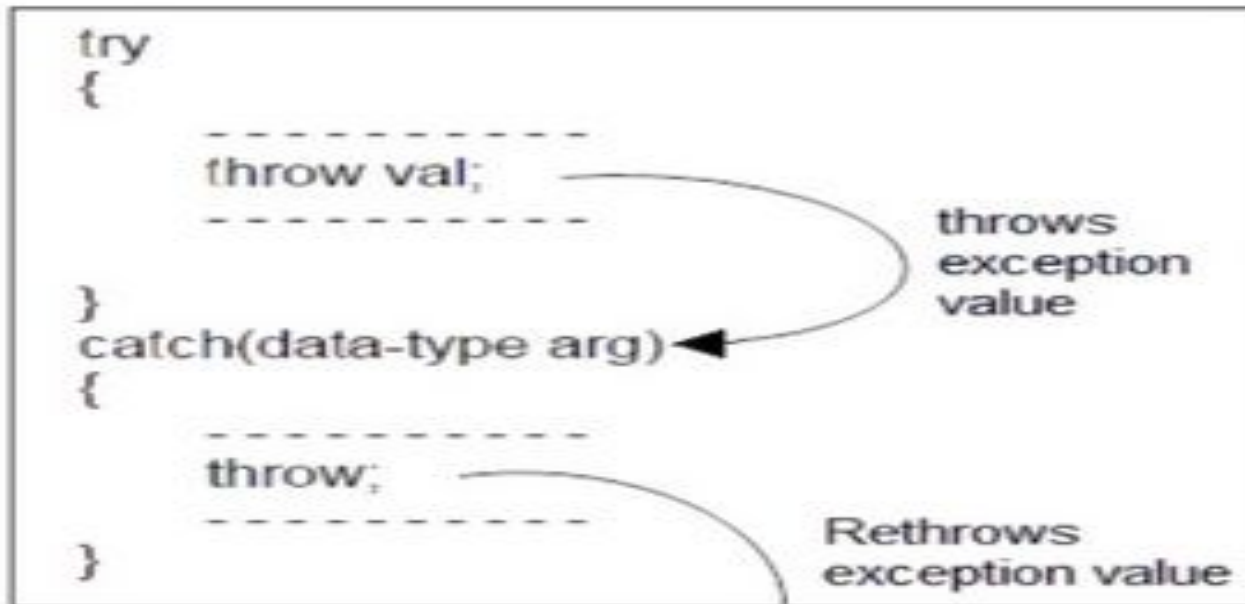 try
{
- - - - - - - - - - -
throw val;
- - - - - - - - - - -
throws
exception
value
}
catch(data-type arg)
{
- - - - - - - - - - -
throw;
- - - - - - - - - - -
Rethrows
exception value
}